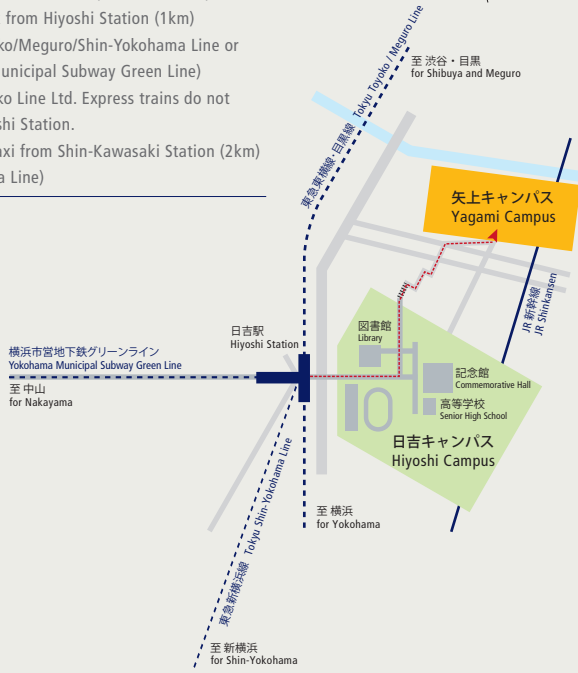 from Hiyoshi Station (1km)
ko/Meguro/Shin-Yokohama Line or
unicipal Subway Green Line)
ko Line Ltd. Express trains do not
shi Station.
axi from Shin-Kawasaki Station (2km)
a Line)
至 渋谷・目黒
for Shibuya and Meguro
東急東横線・目黒線 Tokyu Toyoko / Meguro Line
矢上キャンパス
Yagami Campus
JR 新幹線
JR Shinkansen
図書館
Library
日吉駅
Hiyoshi Station
横浜市営地下鉄グリーンライン
Yokohama Municipal Subway Green Line
至 中山
for Nakayama
記念館
Commemorative Hall
高等学校
Senior High School
日吉キャンパス
Hiyoshi Campus
至 横浜
for Yokohama
東急新横浜線 Tokyu Shin-Yokohama Line
至 新横浜
for Shin-Yokohama